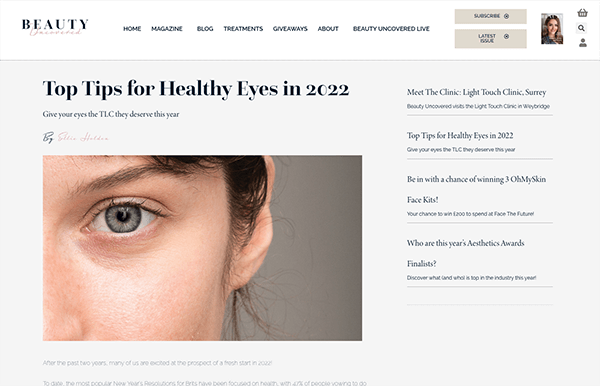 BEAUTY
Uncovered
HOME MAGAZINE BLOG TREATMENTS GIVEAWAYS ABOUT BEAUTY UNCOVERED LIVE
SUBSCRIBE
LATEST
ISSUE
Top Tips for Healthy Eyes in 2022
Give your eyes the TLC they deserve this year
By
After the past two years, many of us are excited at the prospect of a fresh start in 2022!
To date, the most popular New Year's Resolutions for Brits have been focused on health, with 47% of people vowing to do
Meet The Clinic: Light Touch Clinic, Surrey
Beauty Uncovered visits the Light Touch Clinic in Weybridge
Top Tips for Healthy Eyes in 2022
Give your eyes the TLC they deserve this year
Be in with a chance of winning 3 OhMySkin
Face Kits!
Your chance to win £200 to spend at Face The Future!
Who are this year's Aesthetics Awards
Finalists?
Discover what (and who) is top in the industry this year!